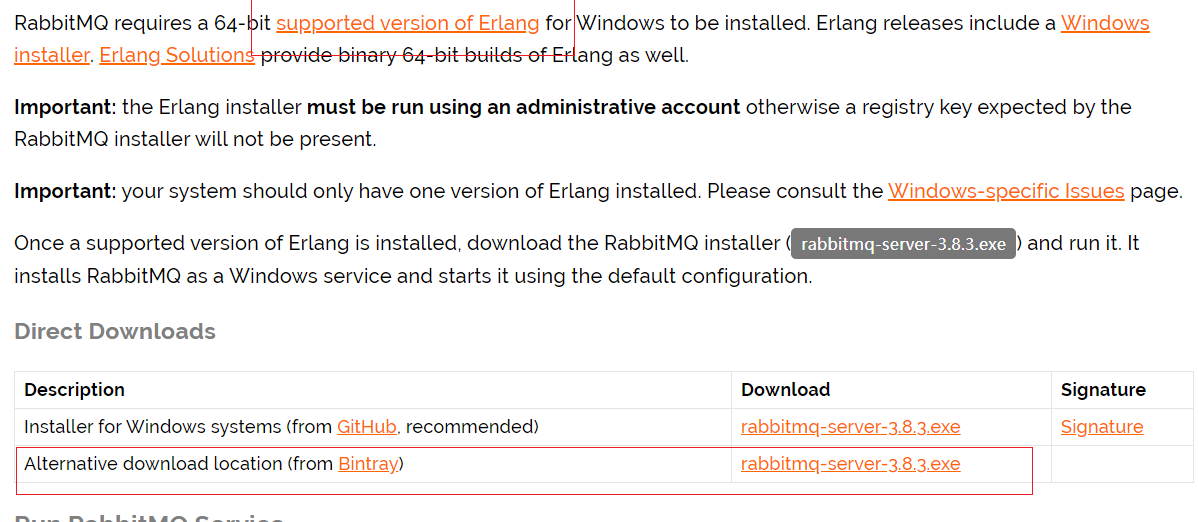 RabbitMQ requires a 64-bit supported version of Erlang for Windows to be installed. Erlang releases include a Windows
installer. Erlang Solutions provide binary 64-bit builds of Erlang as well.
Important: the Erlang installer must be run using an administrative account otherwise a registry key expected by the
RabbitMQ installer will not be present.
Important: your system should only have one version of Erlang installed. Please consult the Windows-specific Issues page.
Once a supported version of Erlang is installed, download the RabbitMQ installer ( rabbitmq-server-3.8.3.exe ) and run it. It
installs RabbitMQ as a Windows service and starts it using the default configuration.
Direct Downloads
Description Download Signature
Installer for Windows systems (from GitHub, recommended) rabbitmq-server-3.8.3.exe Signature
Alternative download location (from Bintray) rabbitmq-server-3.8.3.exe
Run RabbitMQ Service